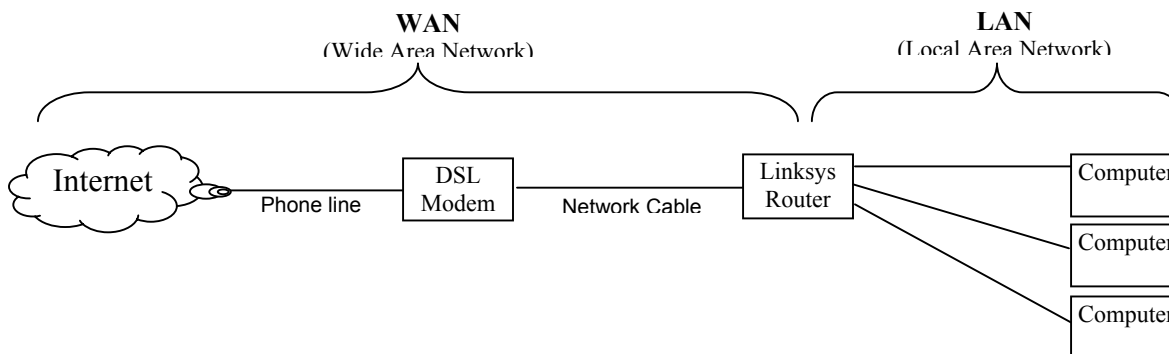 WAN
(Wide Area Network)
LAN
(Local Area Network)
Internet
Phone line
DSL
Modem
Network Cable
Linksys
Router
Computer
Computer
Computer